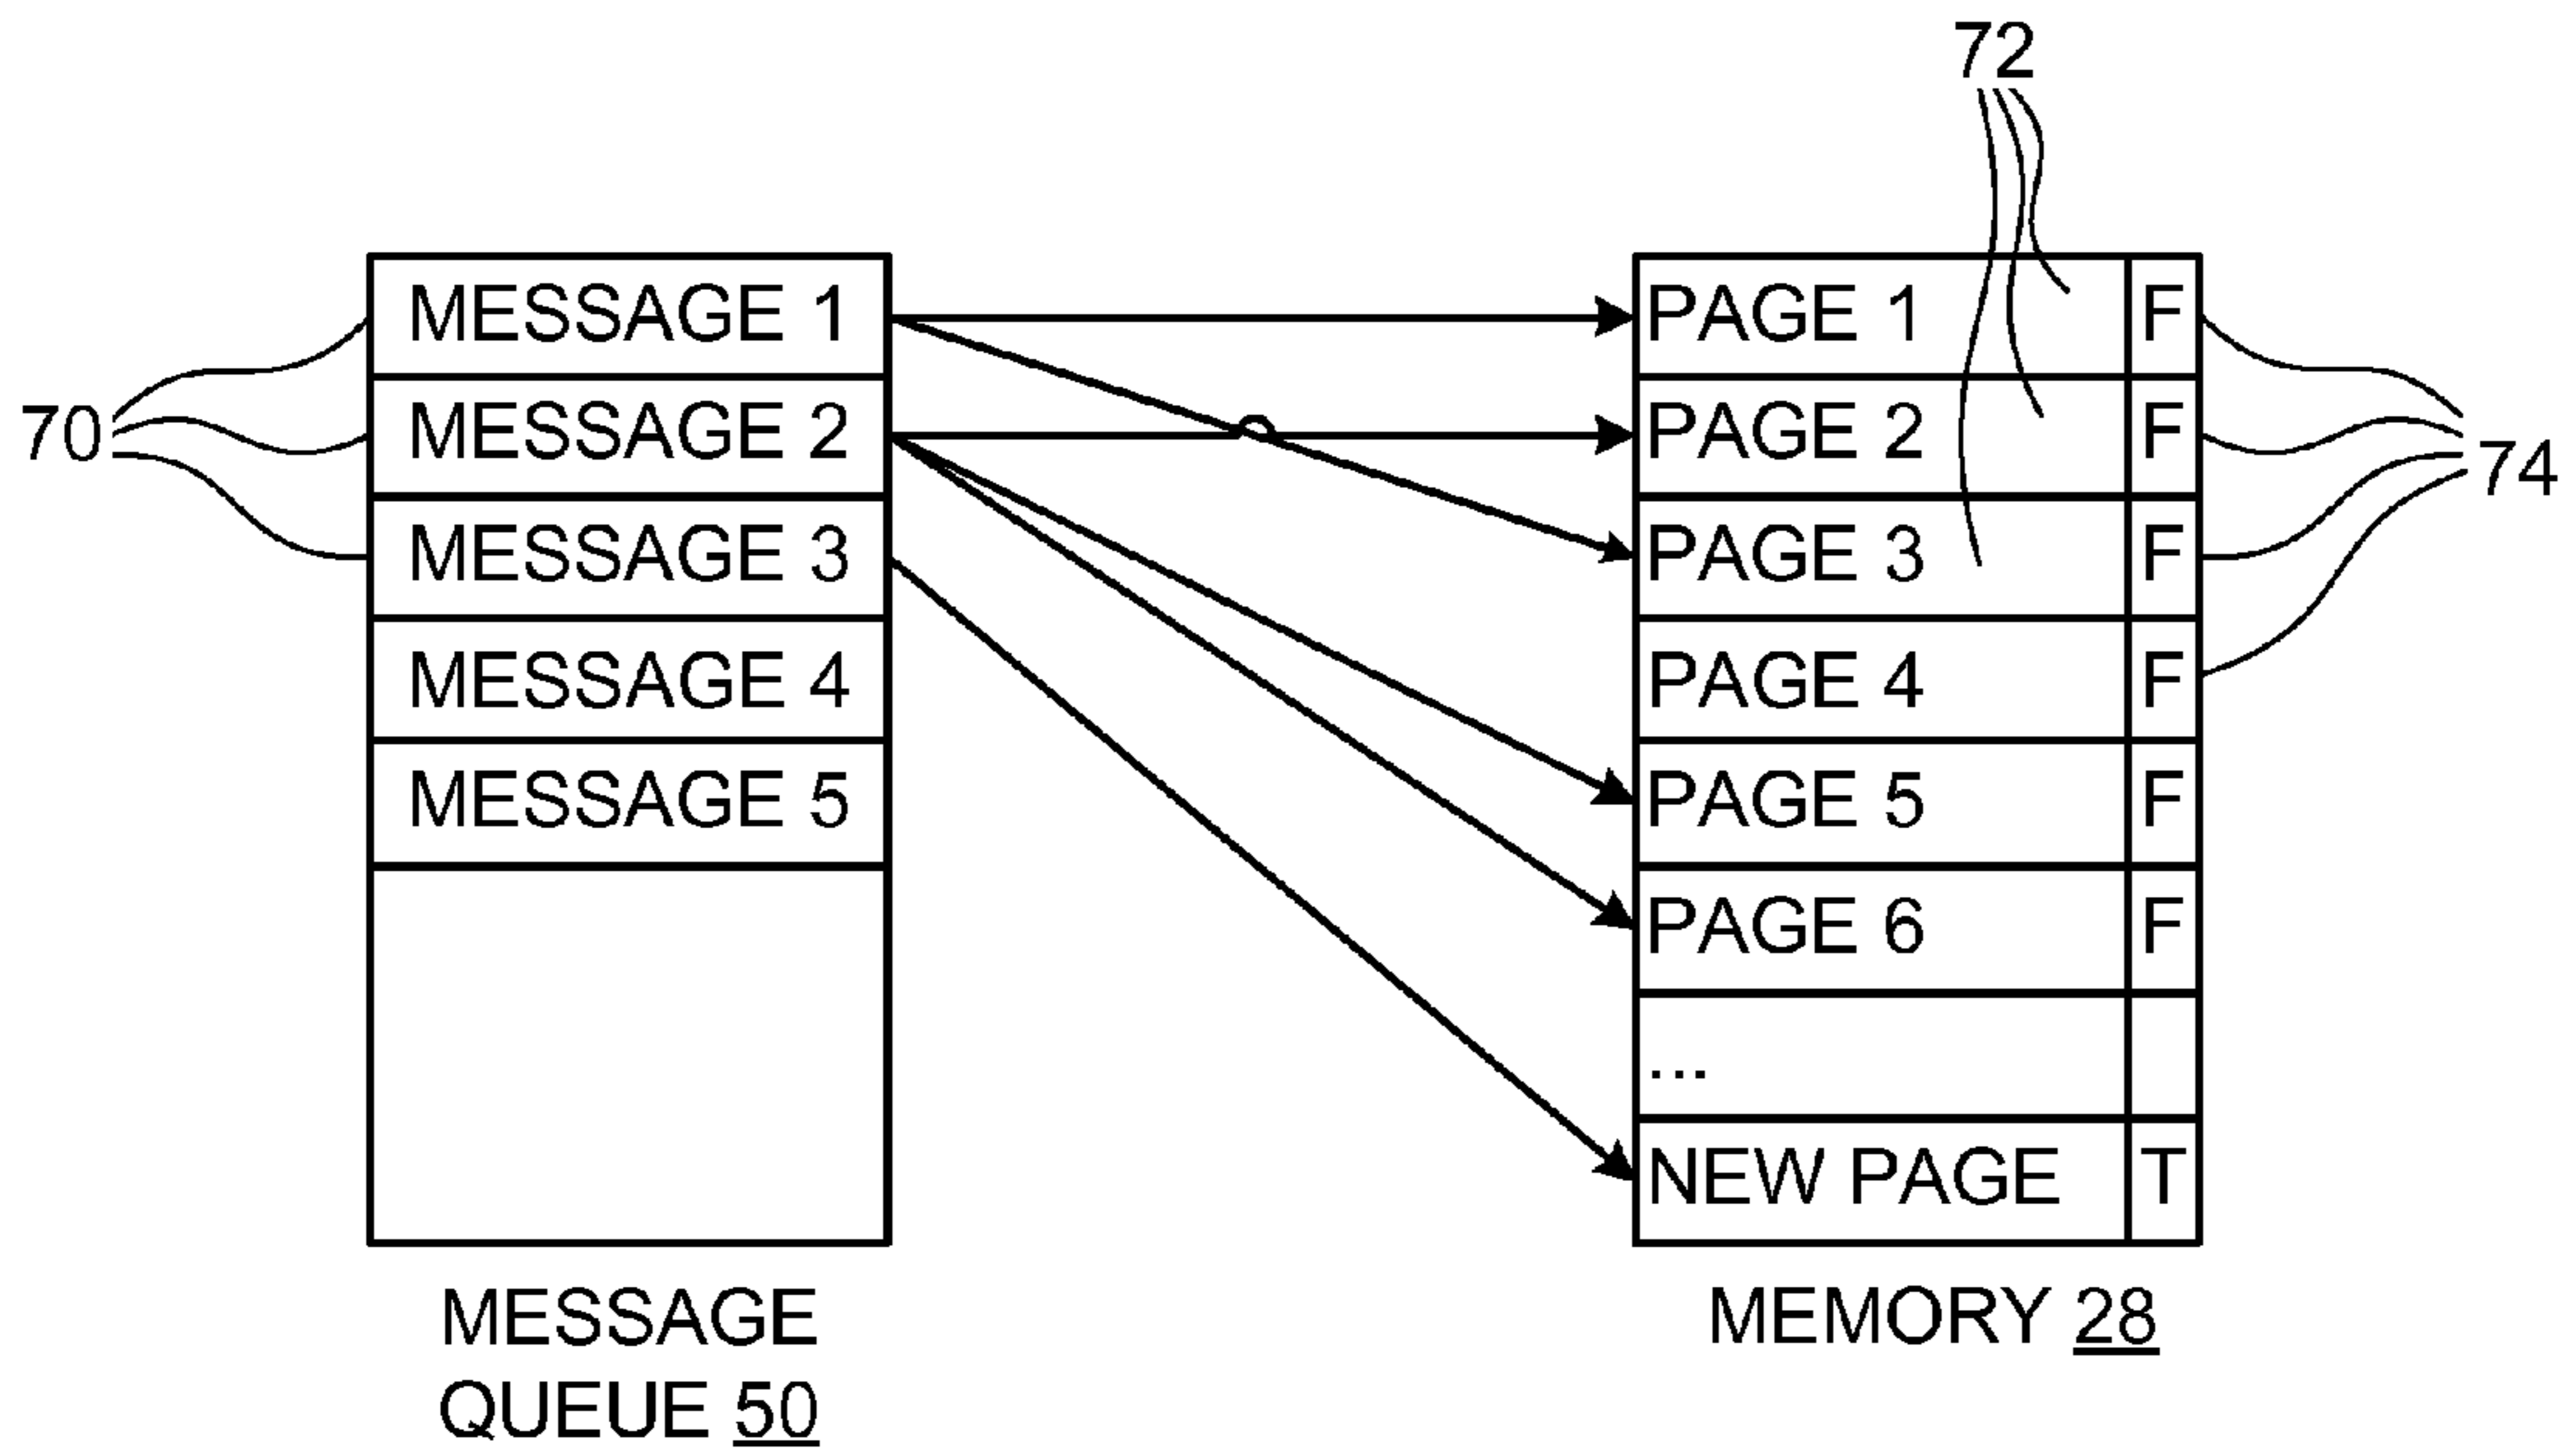 72
MESSAGE 1
MESSAGE 2
MESSAGE 3
MESSAGE 4
MESSAGE 5
70
MESSAGE
QUEUE 50
PAGE 1 F
PAGE 2 F
PAGE 3 F
PAGE 4 F
PAGE 5 F
PAGE 6 F
...
NEW PAGE T
74
MEMORY 28